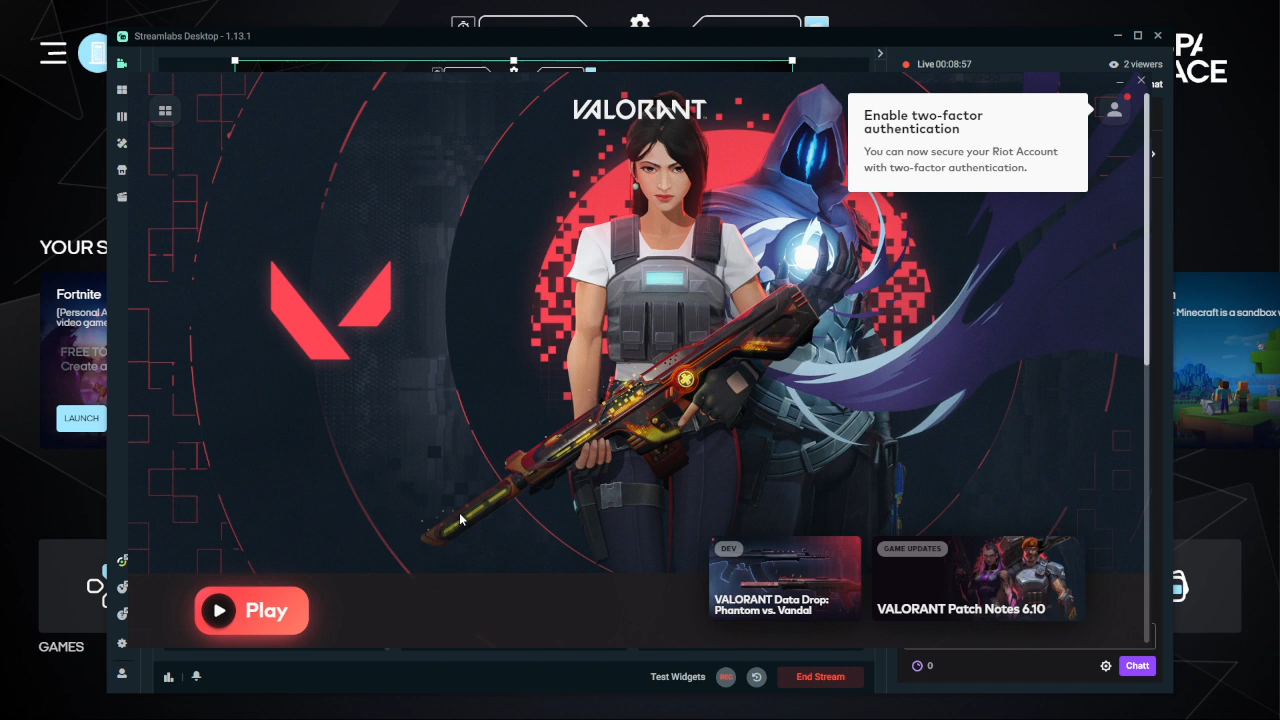 Streamlabs Desktop - 1.13.1
Live 00:08:57
2 viewers
VALORANT
Enable two-factor
authentication
You can now secure your Riot Account
with two-factor authentication.
YOUR S
Fortnite
video game
FREE TO
Create a
LAUNCH
Minecraft is a sandbox v
DEV
VALORANT Data Drop:
Phantom vs. Vandal
GAME UPDATES
VALORANT Patch Notes 6.10
Play
GAMES
0
Chatt
Test Widgets
REC
End Stream